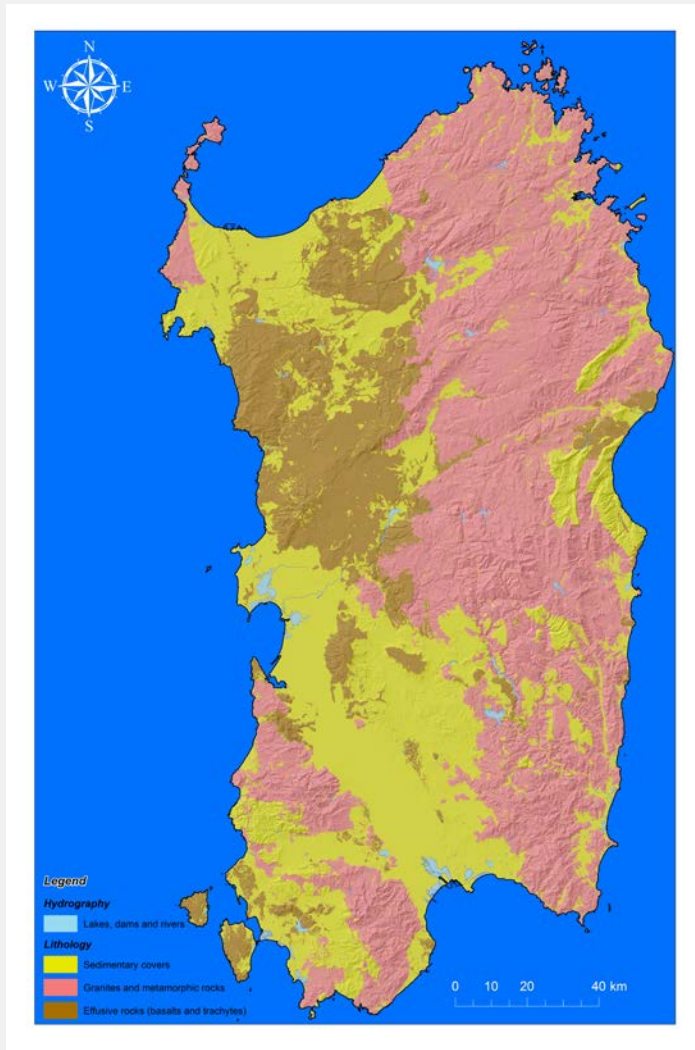 N
W E
S
Legend
Hydrography
Lakes, dams and rivers
Lithology
Sedimentary covers
Granites and metamorphic rocks
Effusive rocks (basalts and trachytes)
0 10 20 40 km